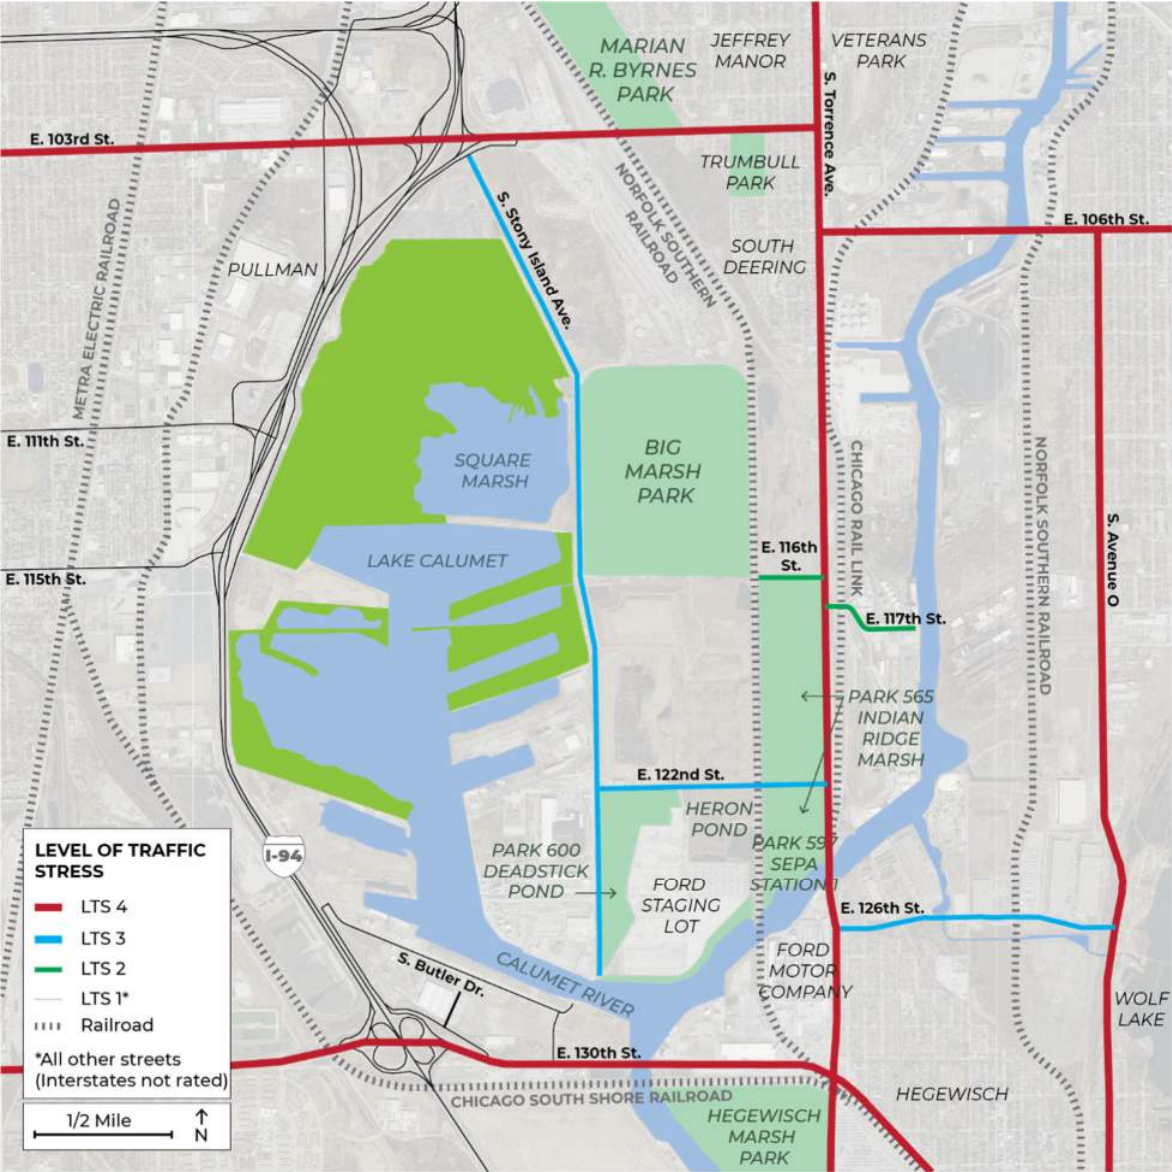 MARIAN
R. BYRNES
PARK
JEFFREY
MANOR
VETERANS
PARK
S. Torrence Ave.
E. 103rd St.
TRUMBULL
PARK
NORFOLK SOUTHERN
RAILROAD
S. Stony Island Ave.
E. 106th St.
METRA ELECTRIC RAILROAD
PULLMAN
SOUTH
DEERING
E. 111th St.
SQUARE
MARSH
BIG
MARSH
PARK
CHICAGO RAIL LINK
NORFOLK SOUTHERN RAILROAD
S. Avenue O
E. 115th St.
LAKE CALUMET
E. 116th
St.
E. 117th St.
PARK 565
INDIAN
RIDGE
MARSH
E. 122nd St.
HERON
POND
PARK 597
SEPA
STATION 1
PARK 600
DEADSTICK
POND
FORD
STAGING
LOT
I-94
E. 126th St.
FORD
MOTOR
COMPANY
WOLF
LAKE
S. Butler Dr.
CALUMET RIVER
E. 130th St.
CHICAGO SOUTH SHORE RAILROAD
HEGEWISCH
HEGEWISCH
MARSH
PARK
LEVEL OF TRAFFIC
STRESS
LTS 4
LTS 3
LTS 2
LTS 1*
Railroad
*All other streets
(Interstates not rated)
1/2 Mile
N